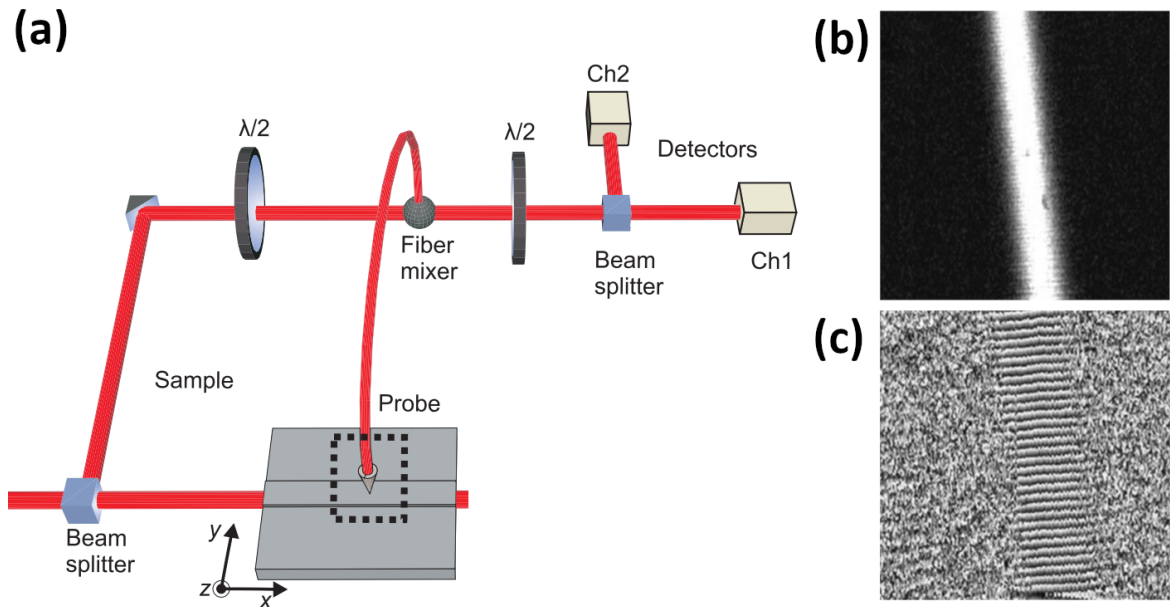 (a)
Ch2
λ/2
λ/2
Detectors
Fiber
mixer
Beam
splitter
Ch1
Sample
Probe
Beam
splitter
y
z
x
(b)
(c)